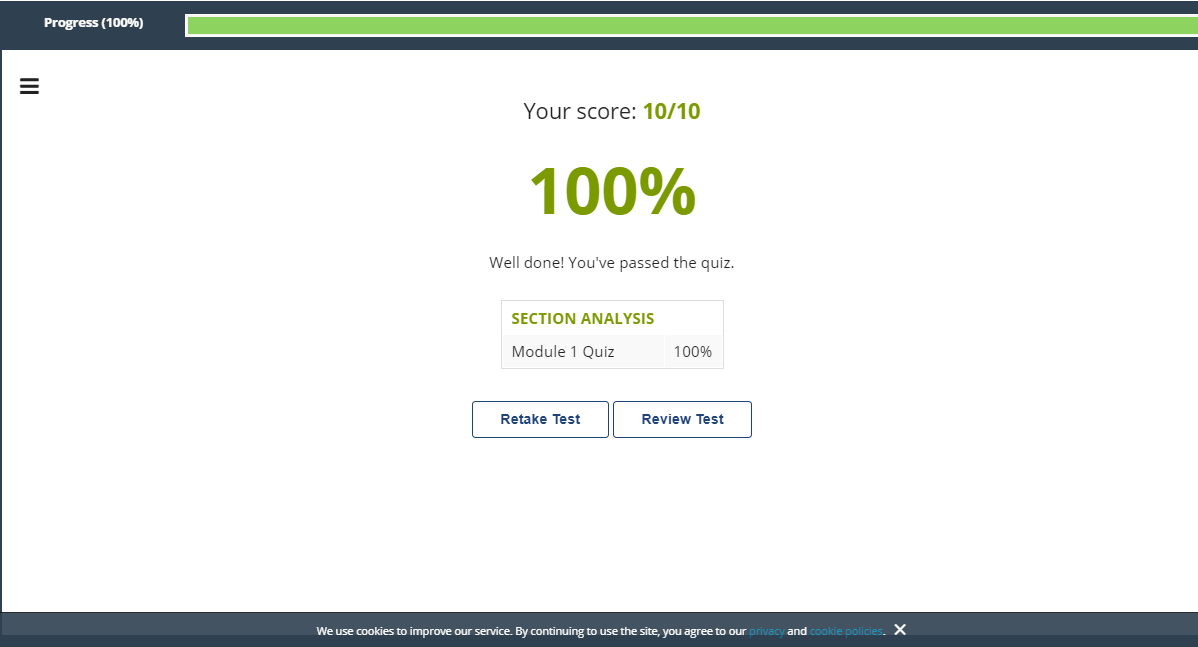 Progress (100%)
Your score: 10/10
100%
Well done! You've passed the quiz.
SECTION ANALYSIS
Module 1 Quiz 100%
Retake Test Review Test
We use cookies to improve our service. By continuing to use the site, you agree to our privacy and cookie policies.